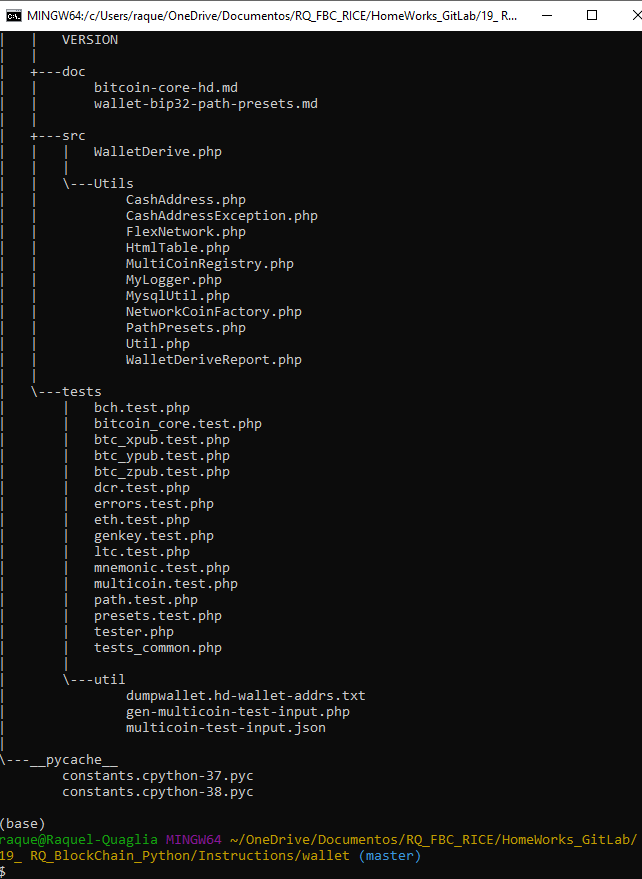 MINGW64:/c/Users/raque/OneDrive/Documentos/RQ_FBC_RICE/HomeWorks_GitLab/19_ R...
|   |   VERSION
|   |
|   +---doc
|   |       bitcoin-core-hd.md
|   |       wallet-bip32-path-presets.md
|   |
|   +---src
|   |   |   WalletDerive.php
|   |   |
|   |   \---Utils
|   |           CashAddress.php
|   |           CashAddressException.php
|   |           FlexNetwork.php
|   |           HtmlTable.php
|   |           MultiCoinRegistry.php
|   |           MyLogger.php
|   |           MysqlUtil.php
|   |           NetworkCoinFactory.php
|   |           PathPresets.php
|   |           Util.php
|   |           WalletDeriveReport.php
|   |
|   \---tests
|       |   bch.test.php
|       |   bitcoin_core.test.php
|       |   btc_xpub.test.php
|       |   btc_ypub.test.php
|       |   btc_zpub.test.php
|       |   dcr.test.php
|       |   errors.test.php
|       |   eth.test.php
|       |   genkey.test.php
|       |   ltc.test.php
|       |   mnemonic.test.php
|       |   multicoin.test.php
|       |   path.test.php
|       |   presets.test.php
|       |   tester.php
|       |   tests_common.php
|       |
|       \---util
|               dumpwallet.hd-wallet-addrs.txt
|               gen-multicoin-test-input.php
|               multicoin-test-input.json
|
\---__pycache__
        constants.cpython-37.pyc
        constants.cpython-38.pyc
(base)
raque@Raquel-Quaglia MINGW64 ~/OneDrive/Documentos/RQ_FBC_RICE/HomeWorks_GitLab/
19_ RQ_BlockChain_Python/Instructions/wallet (master)
$